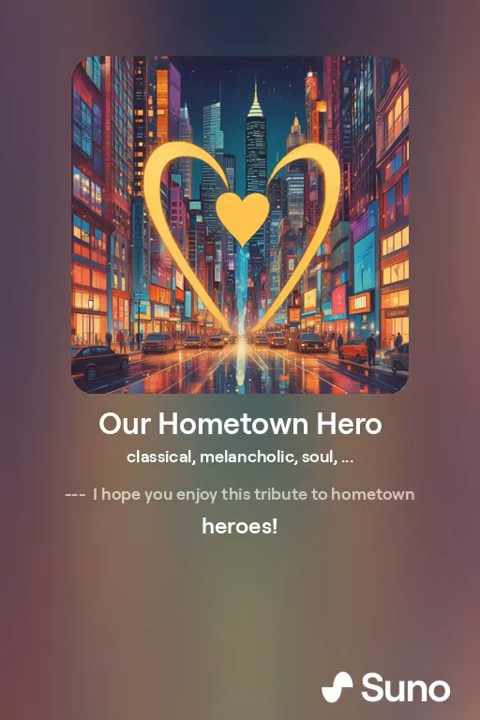 Our Hometown Hero
classical, melancholic, soul, ...
--- I hope you enjoy this tribute to hometown
heroes!
Suno